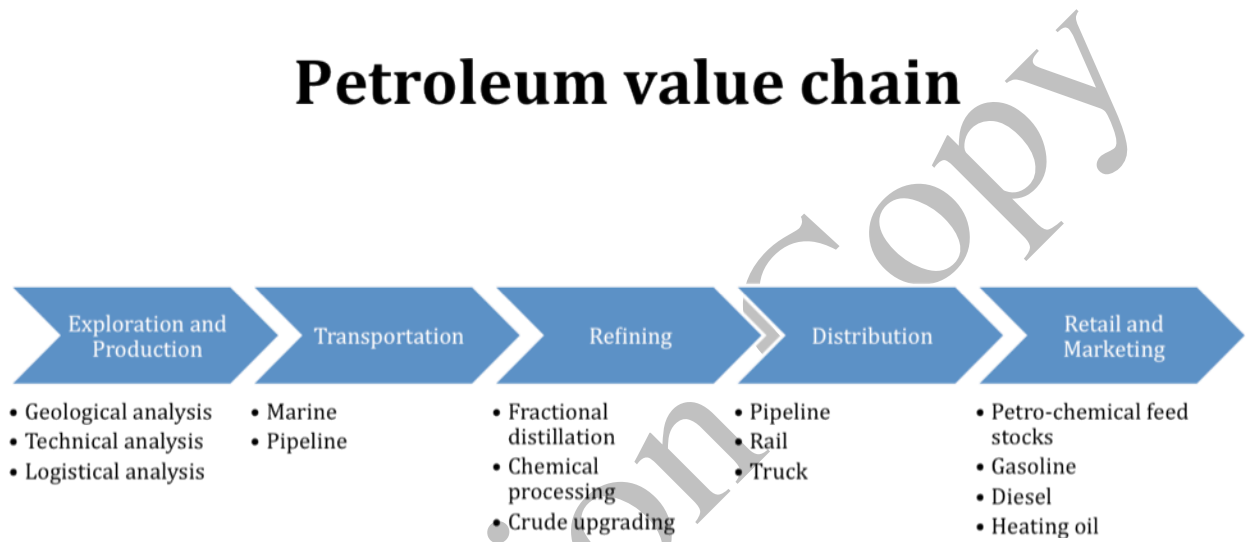 Petroleum value chain
Exploration and
Production
Transportation
Refining
Distribution
Retail and
Marketing
• Geological analysis
• Technical analysis
• Logistical analysis
• Marine
• Pipeline
• Fractional
distillation
• Chemical
processing
• Crude upgrading
• Pipeline
• Rail
• Truck
• Petro-chemical feed
stocks
• Gasoline
• Diesel
• Heating oil
Copy